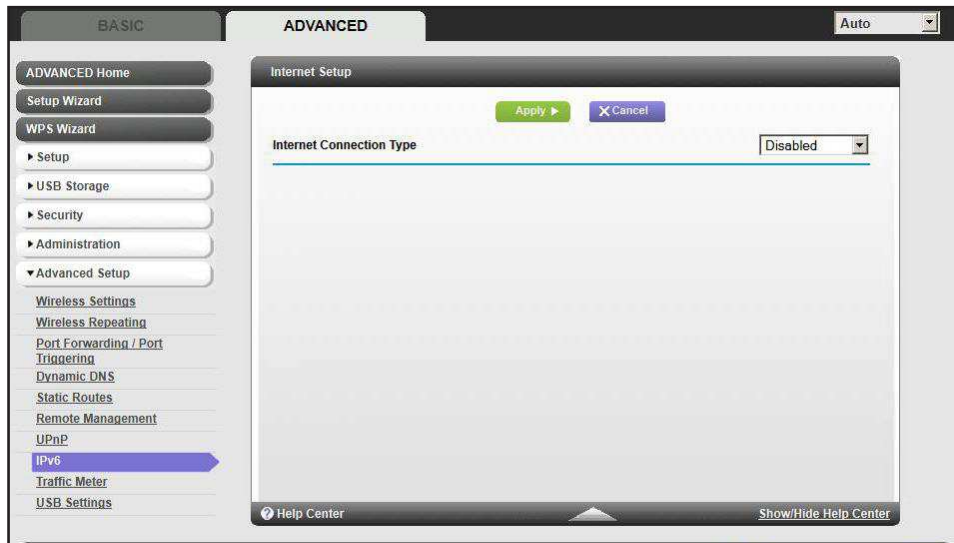 BASIC
ADVANCED
Auto
ADVANCED Home
Setup Wizard
WPS Wizard
Setup
USB Storage
Security
Administration
Advanced Setup
Wireless Settings
Wireless Repeating
Port Forwarding / Port
Triggering
Dynamic DNS
Static Routes
Remote Management
UPnP
IPv6
Traffic Meter
USB Settings
Internet Setup
Apply
Cancel
Internet Connection Type
Disabled
Help Center
Show/Hide Help Center